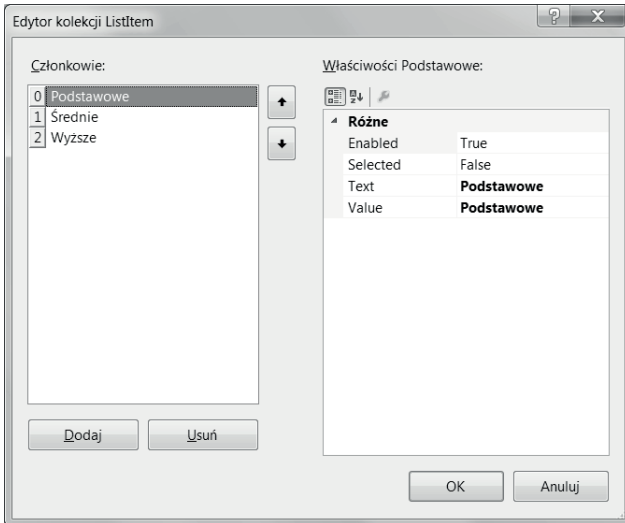 Edytor kolekcji ListItem
Członkowie:
0 Podstawowe
1 Średnie
2 Wyższe
Dodaj
Usuń
Właściwości Podstawowe:
Różne
Enabled True
Selected False
Text Podstawowe
Value Podstawowe
OK
Anuluj